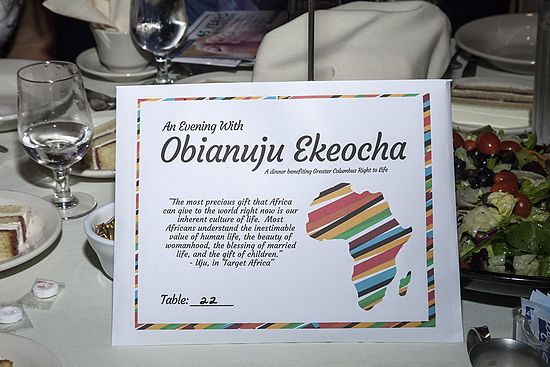 An Evening With
Obianuju Ekeocha
A dinner benefiting Greater Columbus Right to Life
"The most precious gift that Africa
can give to the world right now is our
inherent culture of life.  Most
Africans understand the inestimable
value of human life, the beauty of
womanhood, the blessing of married
life, and the gift of children."
- Uju, in "Target Africa"
Table: 22